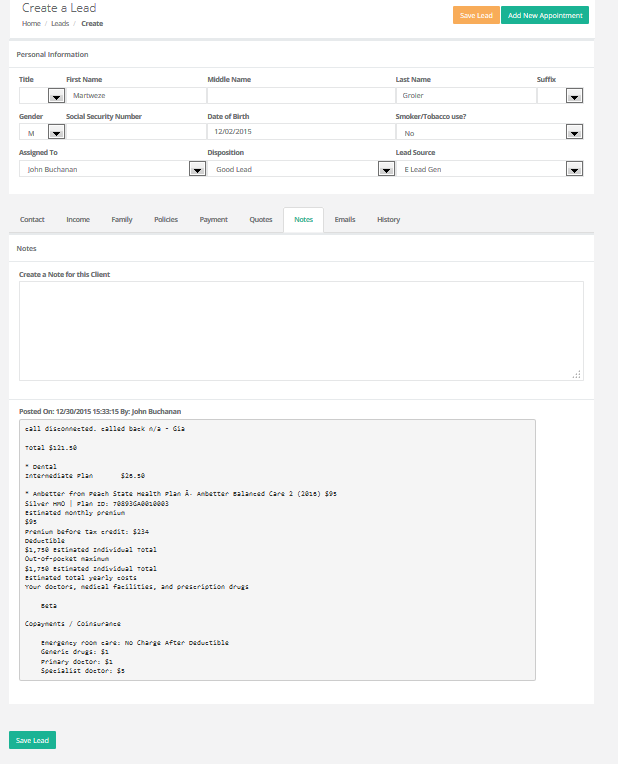 Create a Lead
Home / Leads / Create
Save Lead
Add New Appointment
Personal Information
Title First Name Middle Name Last Name Suffix
Martweze Groler
Gender Social Security Number Date of Birth Smoker/Tobacco use?
M 12/02/2015 No
Assigned To Disposition Lead Source
John Buchanan Good Lead E Lead Gen
Contact Income Family Policies Payment Quotes Notes Emails History
Notes
Create a Note for this Client
Posted On: 12/30/2015 15:33:15 By: John Buchanan
call disconnected. called back n/a - Gia
Total $121.50
* Dental
Intermediate Plan $26.50
* Ambetter from Peach State Health Plan Â· Ambetter Balanced Care 2 (2016) $95
Silver HMO | Plan ID: 70893GA0010003
Estimated monthly premium
$95
Premium before tax credit: $234
Deductible
$1,750 Estimated Individual Total
Out-of-pocket maximum
$1,750 Estimated Individual Total
Estimated total yearly costs
Your doctors, medical facilities, and prescription drugs
Beta
Copayments / Coinsurance
Emergency room care: No Charge After Deductible
Generic drugs: $1
Primary doctor: $1
Specialist doctor: $5
Save Lead